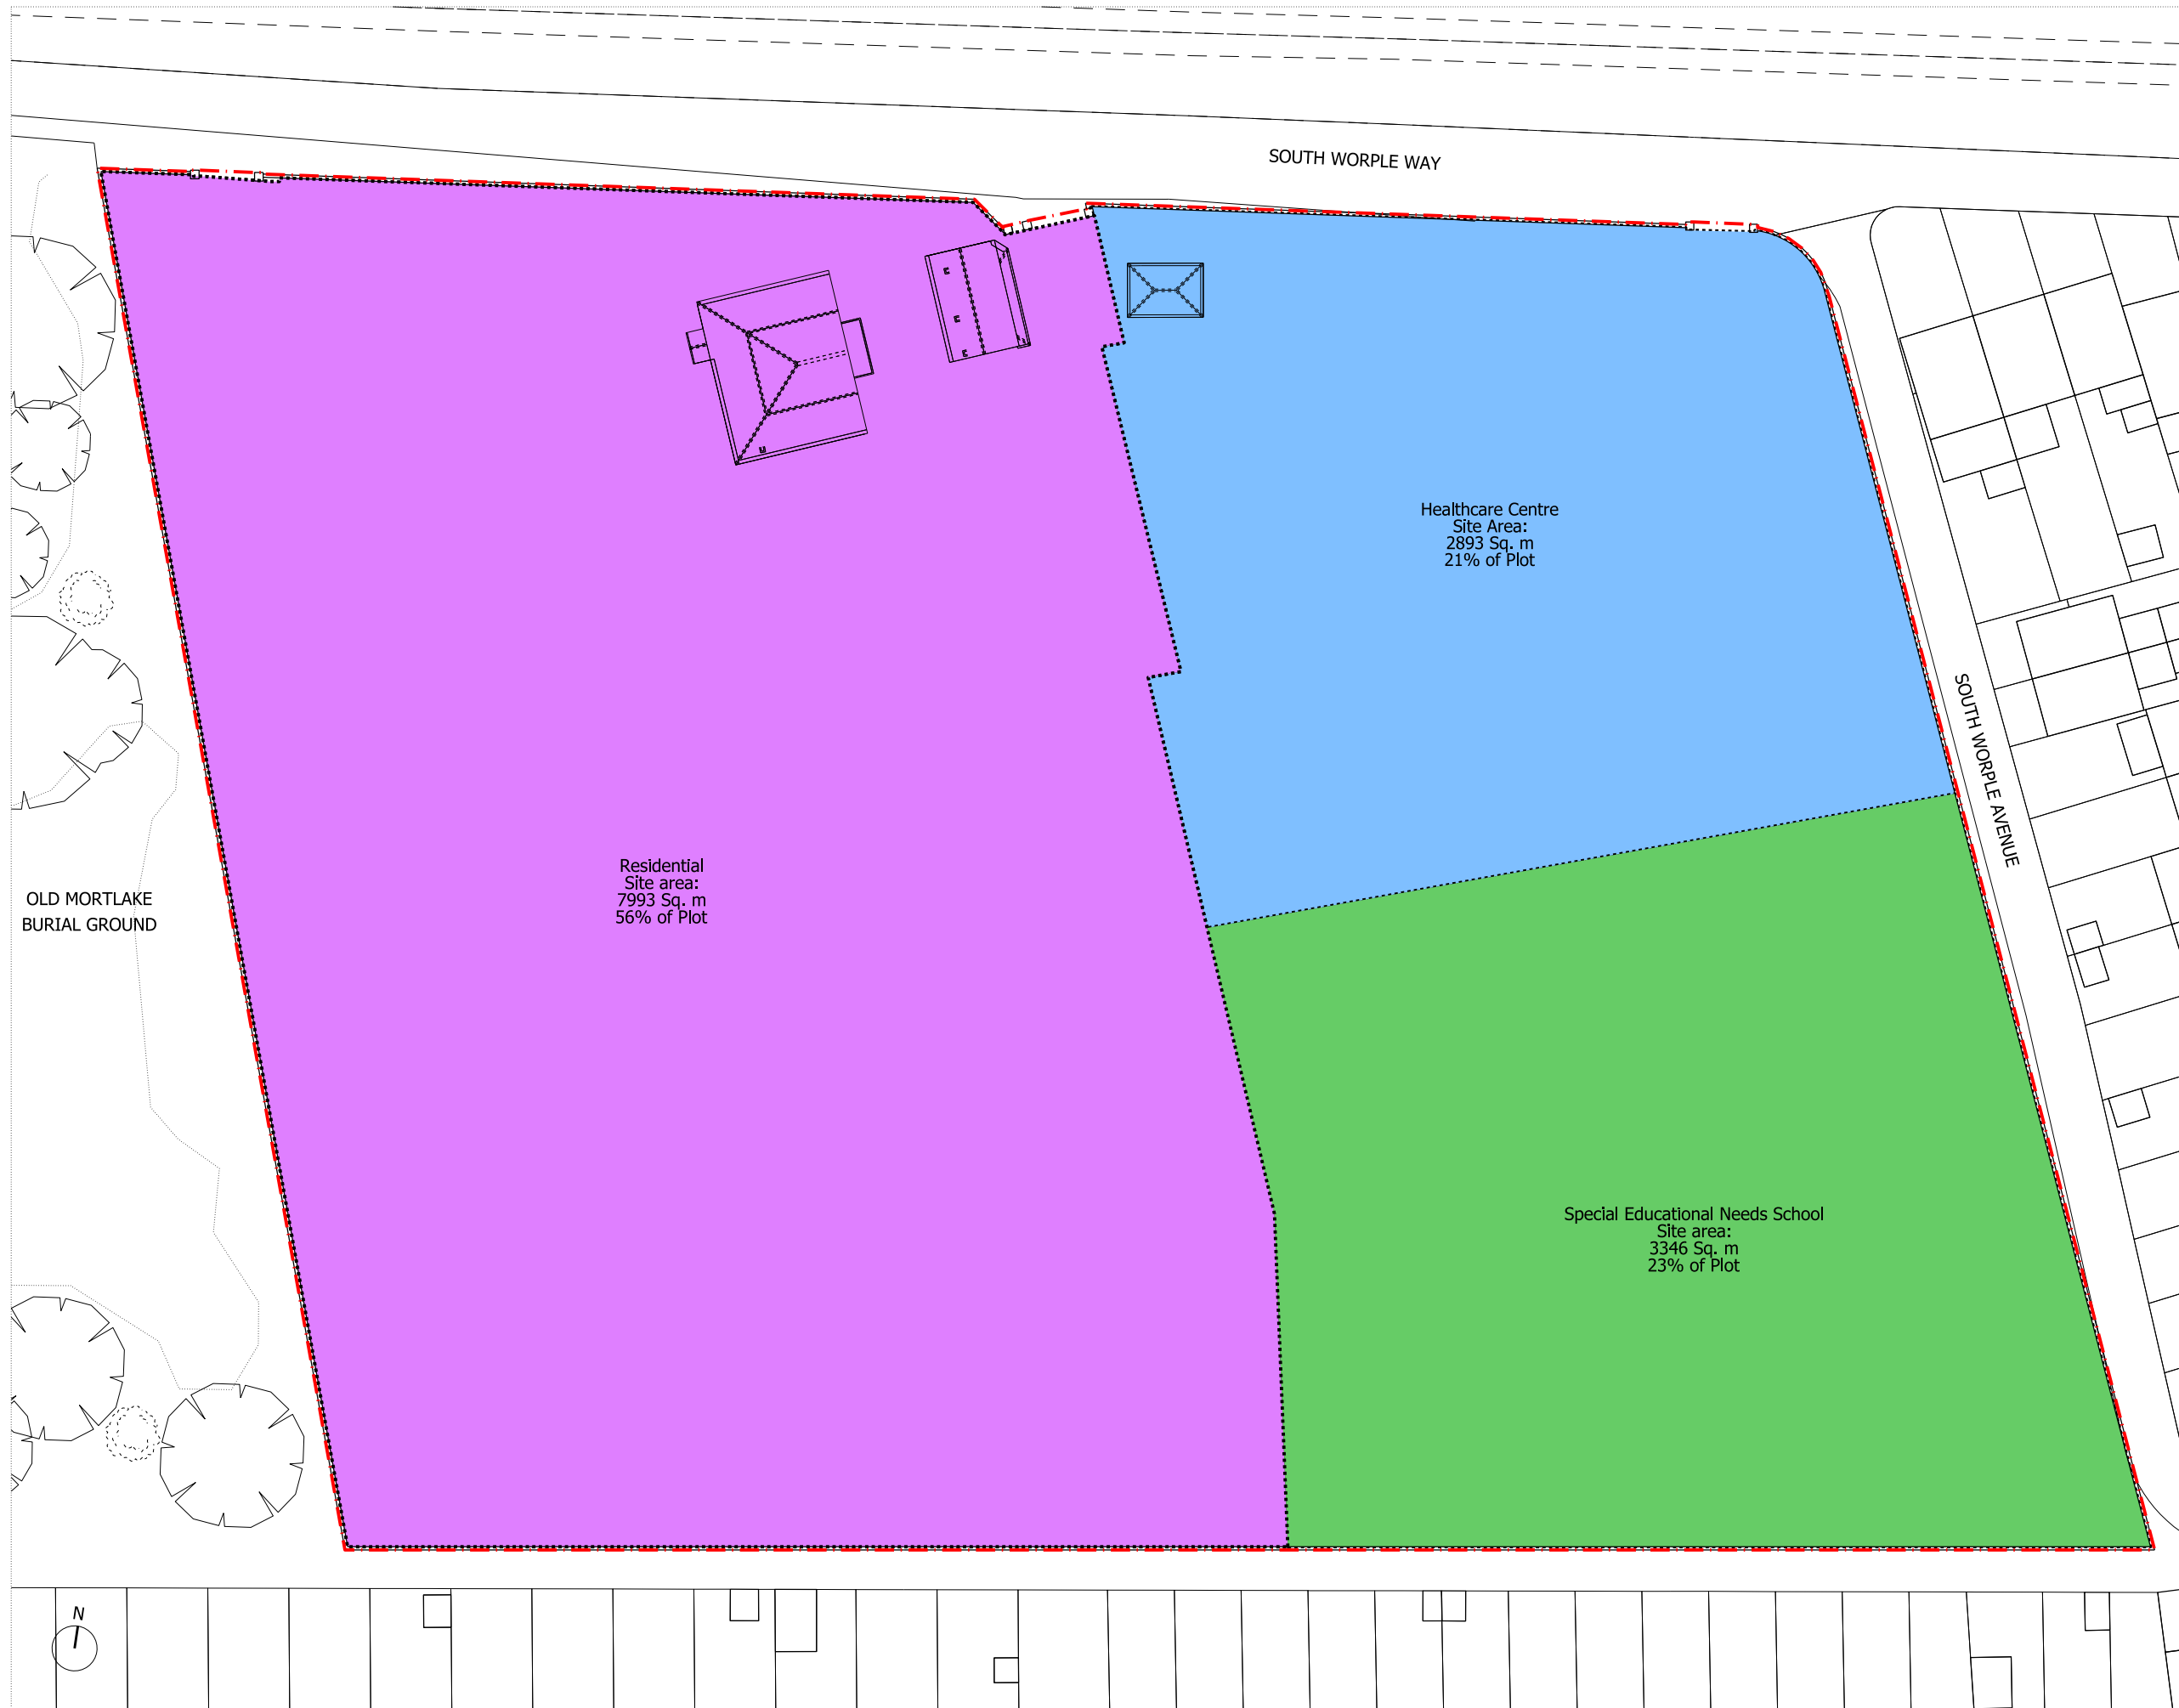 SOUTH WORPLE WAY
Healthcare Centre
Site Area:
2893 Sq. m
21% of Plot
SOUTH WORPLE AVENUE
Residential
Site area:
7993 Sq. m
56% of Plot
OLD MORTLAKE
BURIAL GROUND
Special Educational Needs School
Site area:
3346 Sq. m
23% of Plot
N